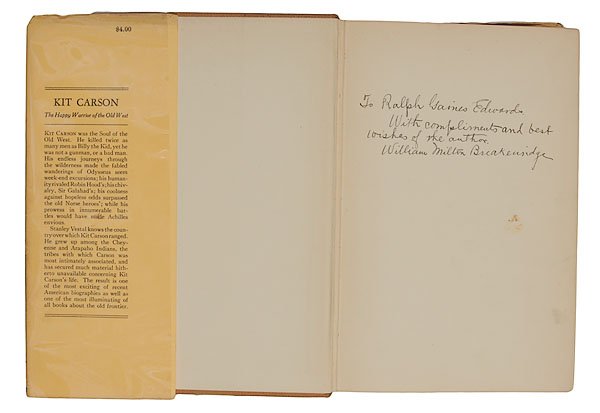 $4.00
KIT CARSON
The Happy Warrior of the Old West
KIT CARSON was the Soul of the
Old West. He killed twice as
many men as Billy the Kid, yet he
was not a gunman, or a bad man.
His endless journeys through
the wilderness made the fabled
wanderings of Odysseus seem
week-end excursions; his human-
ity rivaled Robin Hood's; his chiv-
alry, Sir Galahad's; his coolness
against hopeless odds surpassed
the old Norse heroes'; while his
prowess in innumerable bat-
tles would have made Achilles
envious.
Stanley Vestal knows the coun-
try over which Kit Carson ranged.
He grew up among the Chey-
enne and Arapaho Indians, the
tribes with which Carson was
most intimately associated, and
has secured much material hith-
erto unavailable concerning Kit
Carson's life. The result is one
of the most exciting of recent
American biographies as well as
one of the most illuminating of
all books about the old frontier.
To Ralph Gaines Edwards
With compliments and best
wishes of the author
William Milton Breakenridge